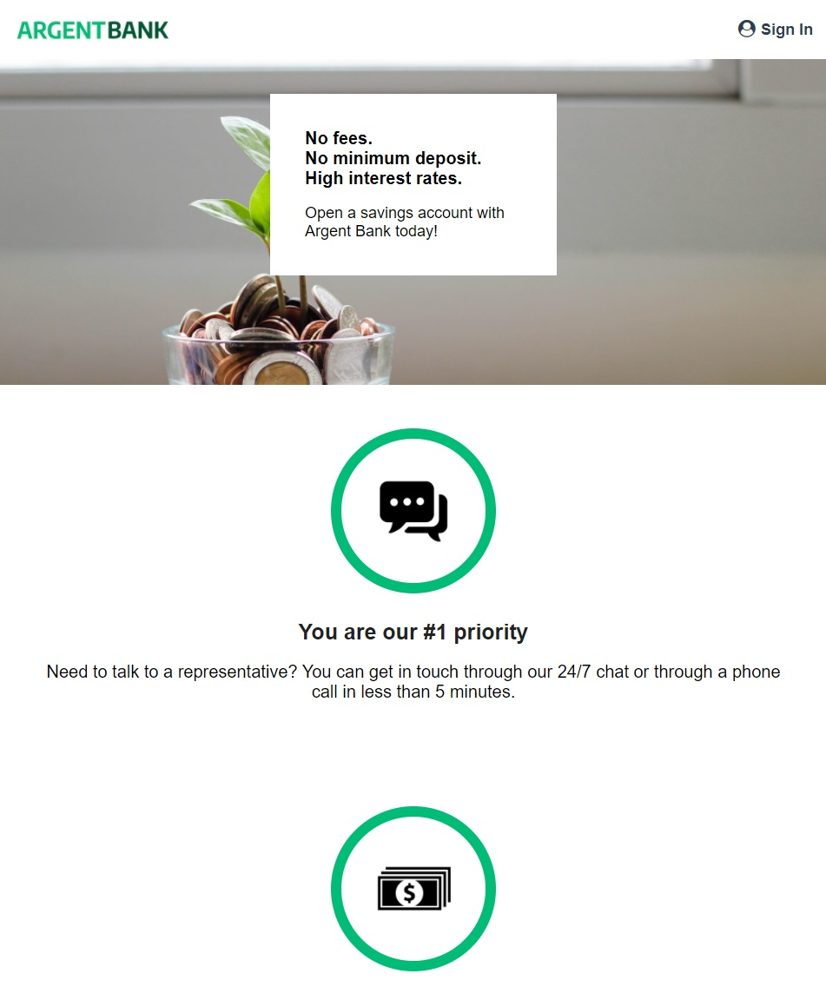 ARGENTBANK
Sign In
No fees.
No minimum deposit.
High interest rates.
Open a savings account with
Argent Bank today!
You are our #1 priority
Need to talk to a representative? You can get in touch through our 24/7 chat or through a phone
call in less than 5 minutes.
$